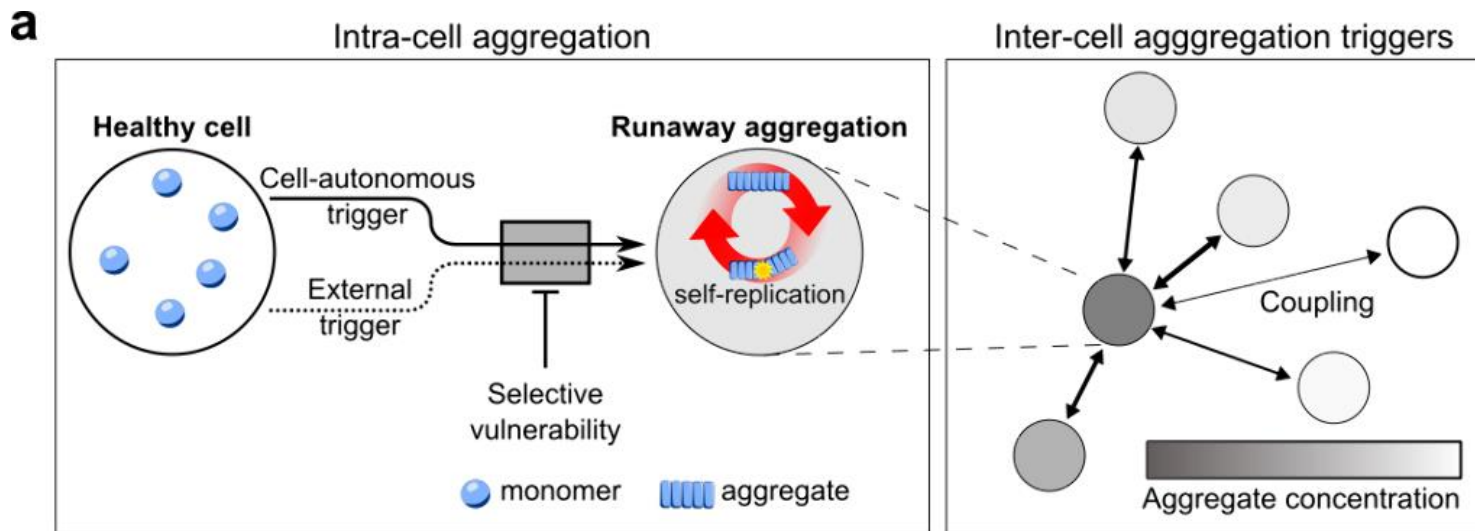 a
Intra-cell aggregation
Inter-cell agggregation triggers
Healthy cell
Runaway aggregation
Cell-autonomous
trigger
External
trigger
self-replication
Coupling
Selective
vulnerability
monomer
aggregate
Aggregate concentration